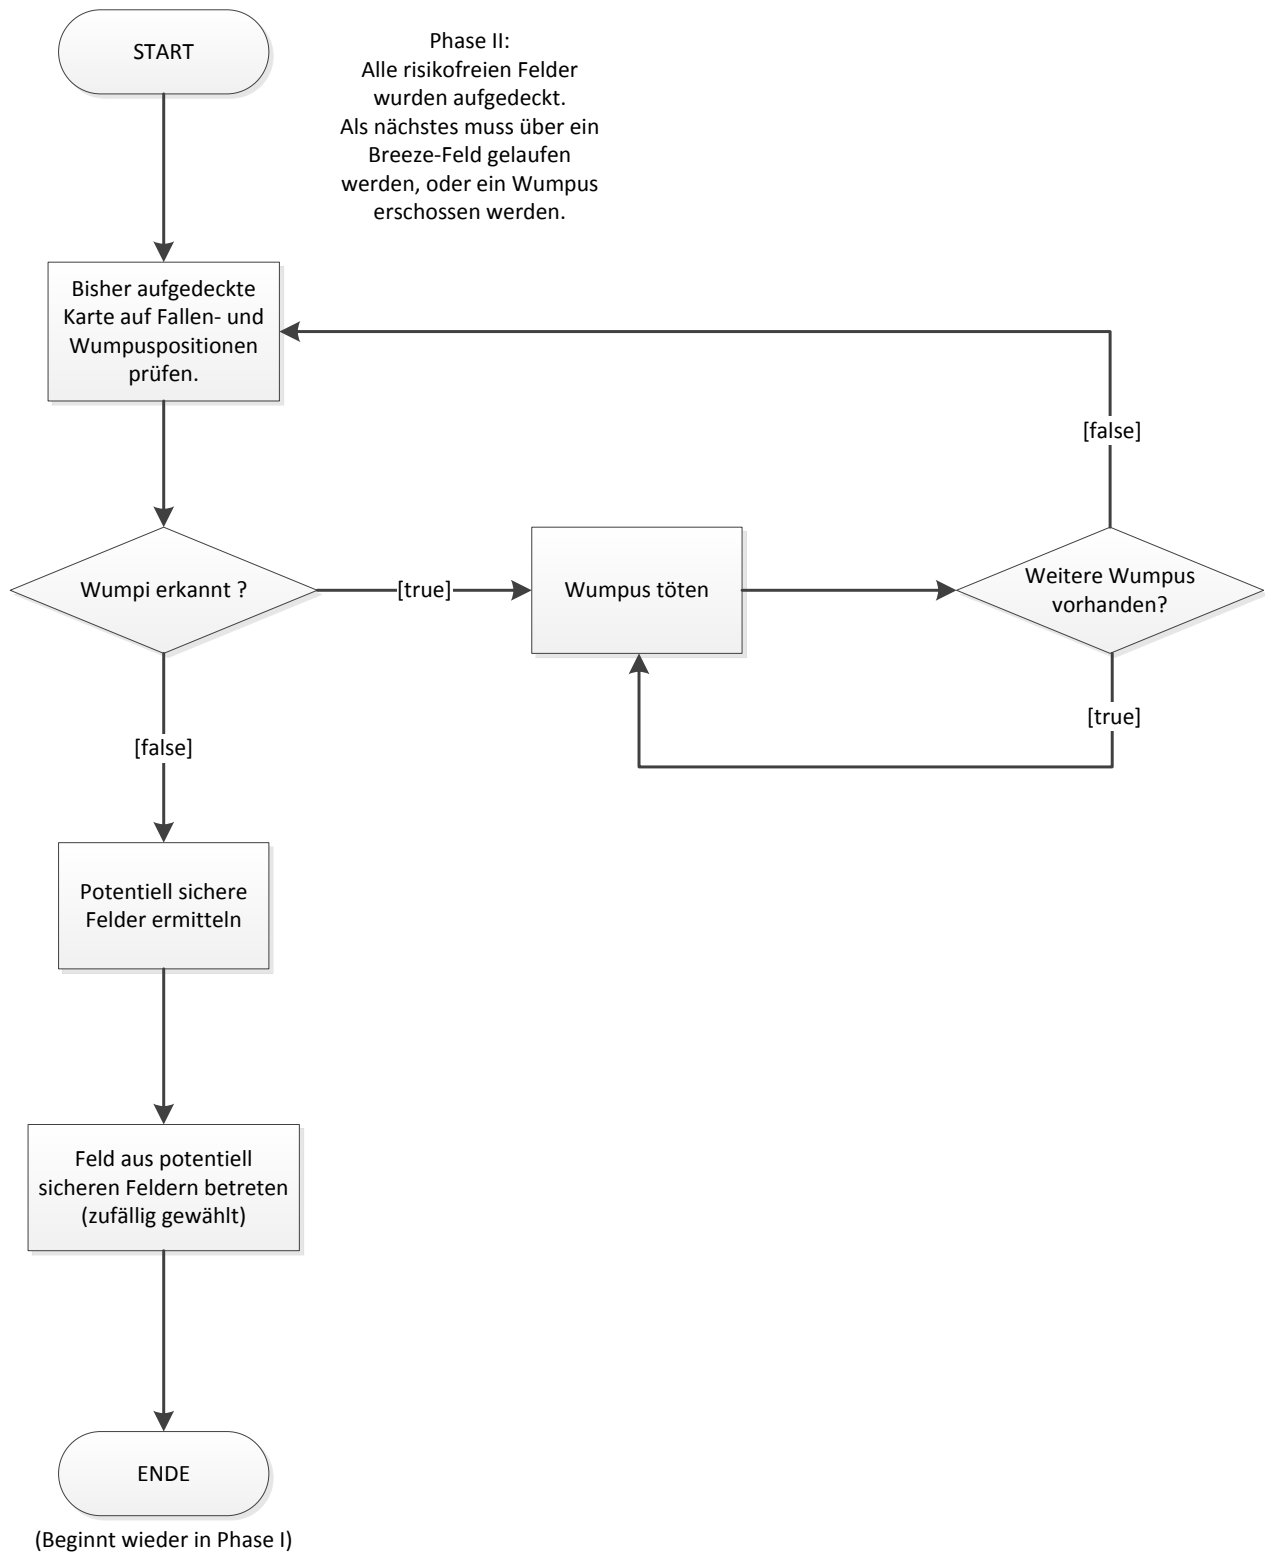 START
Phase II:
Alle risikofreien Felder
wurden aufgedeckt.
Als nächstes muss über ein
Breeze-Feld gelaufen
werden, oder ein Wumpus
erschossen werden.
Bisher aufgedeckte
Karte auf Fallen- und
Wumpuspositionen
prüfen.
[false]
Wumpi erkannt ?
[true]
Wumpus töten
Weitere Wumpus
vorhanden?
[true]
[false]
Potentiell sichere
Felder ermitteln
Feld aus potentiell
sicheren Feldern betreten
(zufällig gewählt)
ENDE
(Beginnt wieder in Phase I)